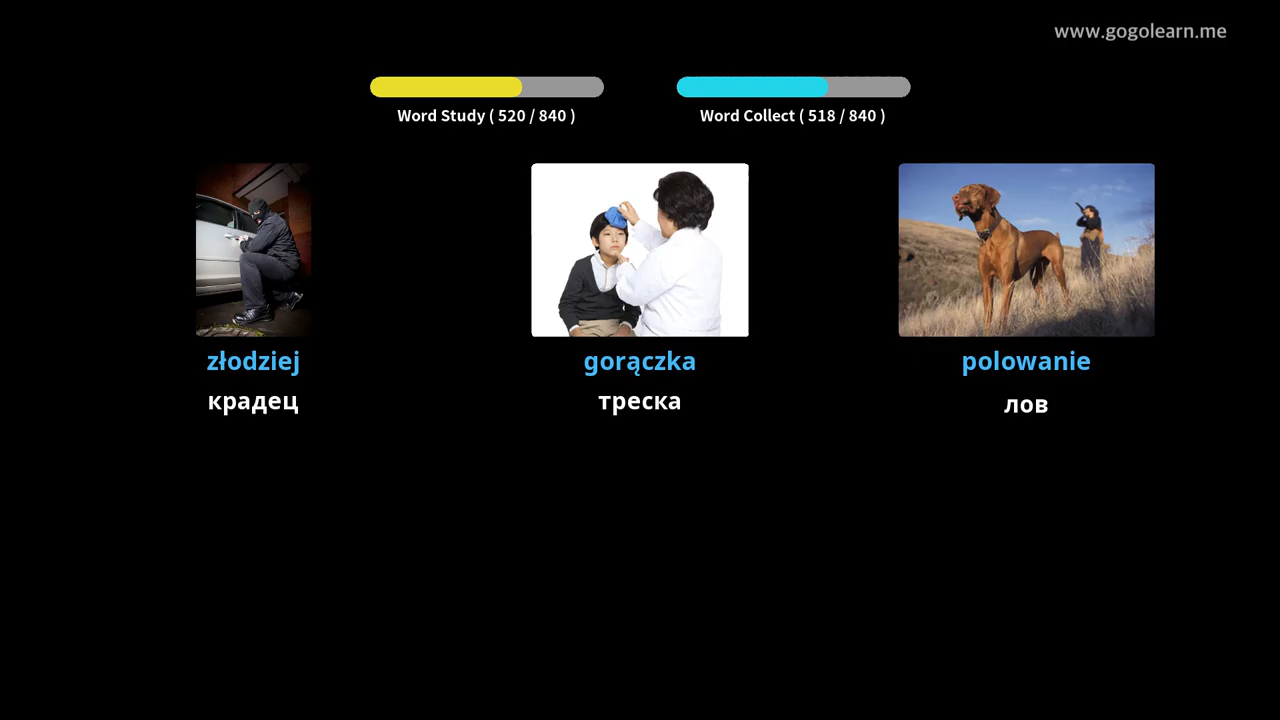 www.gogolearn.me
Word Study ( 520 / 840 )
Word Collect ( 518 / 840 )
złodziej
крадец
gorączka
треска
polowanie
лов